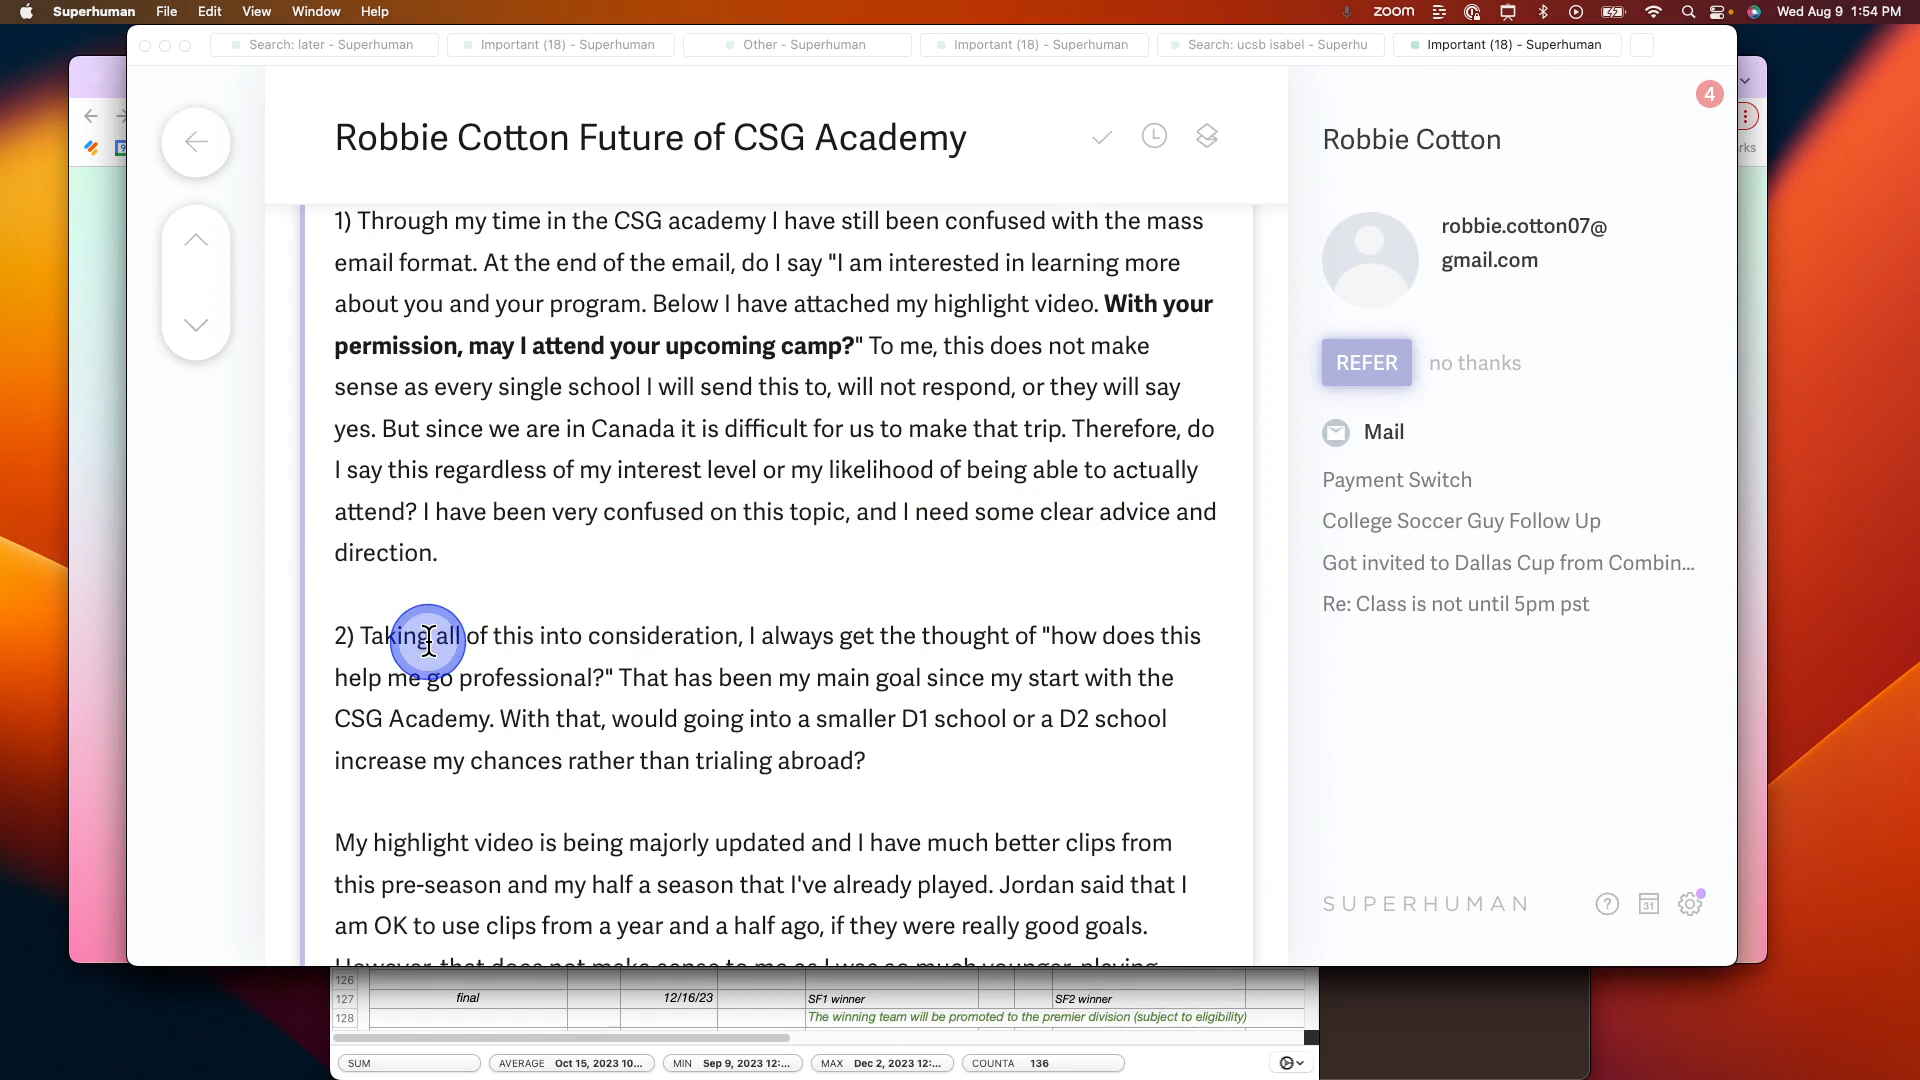 Superhuman File Edit View Window Help
zoom Wed Aug 9 1:54 PM
Search: later - Superhuman
Important (18) - Superhuman
Other - Superhuman
Important (18) - Superhuman
Search: ucsb isabel - Superhu
Important (18) - Superhuman
Robbie Cotton Future of CSG Academy
1) Through my time in the CSG academy I have still been confused with the mass
email format. At the end of the email, do I say "I am interested in learning more
about you and your program. Below I have attached my highlight video. With your
permission, may I attend your upcoming camp?" To me, this does not make
sense as every single school I will send this to, will not respond, or they will say
yes. But since we are in Canada it is difficult for us to make that trip. Therefore, do
I say this regardless of my interest level or my likelihood of being able to actually
attend? I have been very confused on this topic, and I need some clear advice and
direction.
2) Taking all of this into consideration, I always get the thought of "how does this
help me go professional?" That has been my main goal since my start with the
CSG Academy. With that, would going into a smaller D1 school or a D2 school
increase my chances rather than trialing abroad?
My highlight video is being majorly updated and I have much better clips from
this pre-season and my half a season that I've already played. Jordan said that I
am OK to use clips from a year and a half ago, if they were really good goals.
However, that does not make sense to me as I was so much younger, playing
4
Robbie Cotton
robbie.cotton07@
gmail.com
REFER no thanks
Mail
Payment Switch
College Soccer Guy Follow Up
Got invited to Dallas Cup from Combin...
Re: Class is not until 5pm pst
SUPERHUMAN
31
rks
126
127 final 12/16/23 SF1 winner SF2 winner
128 The winning team will be promoted to the premier division (subject to eligibility)
SUM
AVERAGE Oct 15, 2023 10...
MIN Sep 9, 2023 12:...
MAX Dec 2, 2023 12:...
COUNTA 136